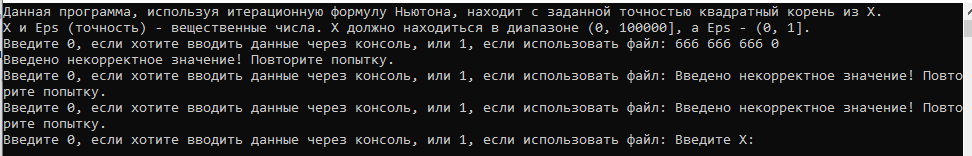 Данная программа, используя итерационную формулу Ньютона, находит с заданной точностью квадратный корень из X.
X и Eps (точность) - вещественные числа. X должно находиться в диапазоне (0, 100000], а Eps - (0, 1].
Введите 0, если хотите вводить данные через консоль, или 1, если использовать файл: 666 666 666 0
Введено некорректное значение! Повторите попытку.
Введите 0, если хотите вводить данные через консоль, или 1, если использовать файл: Введено некорректное значение! Повто
рите попытку.
Введите 0, если хотите вводить данные через консоль, или 1, если использовать файл: Введено некорректное значение! Повто
рите попытку.
Введите 0, если хотите вводить данные через консоль, или 1, если использовать файл: Введите X: